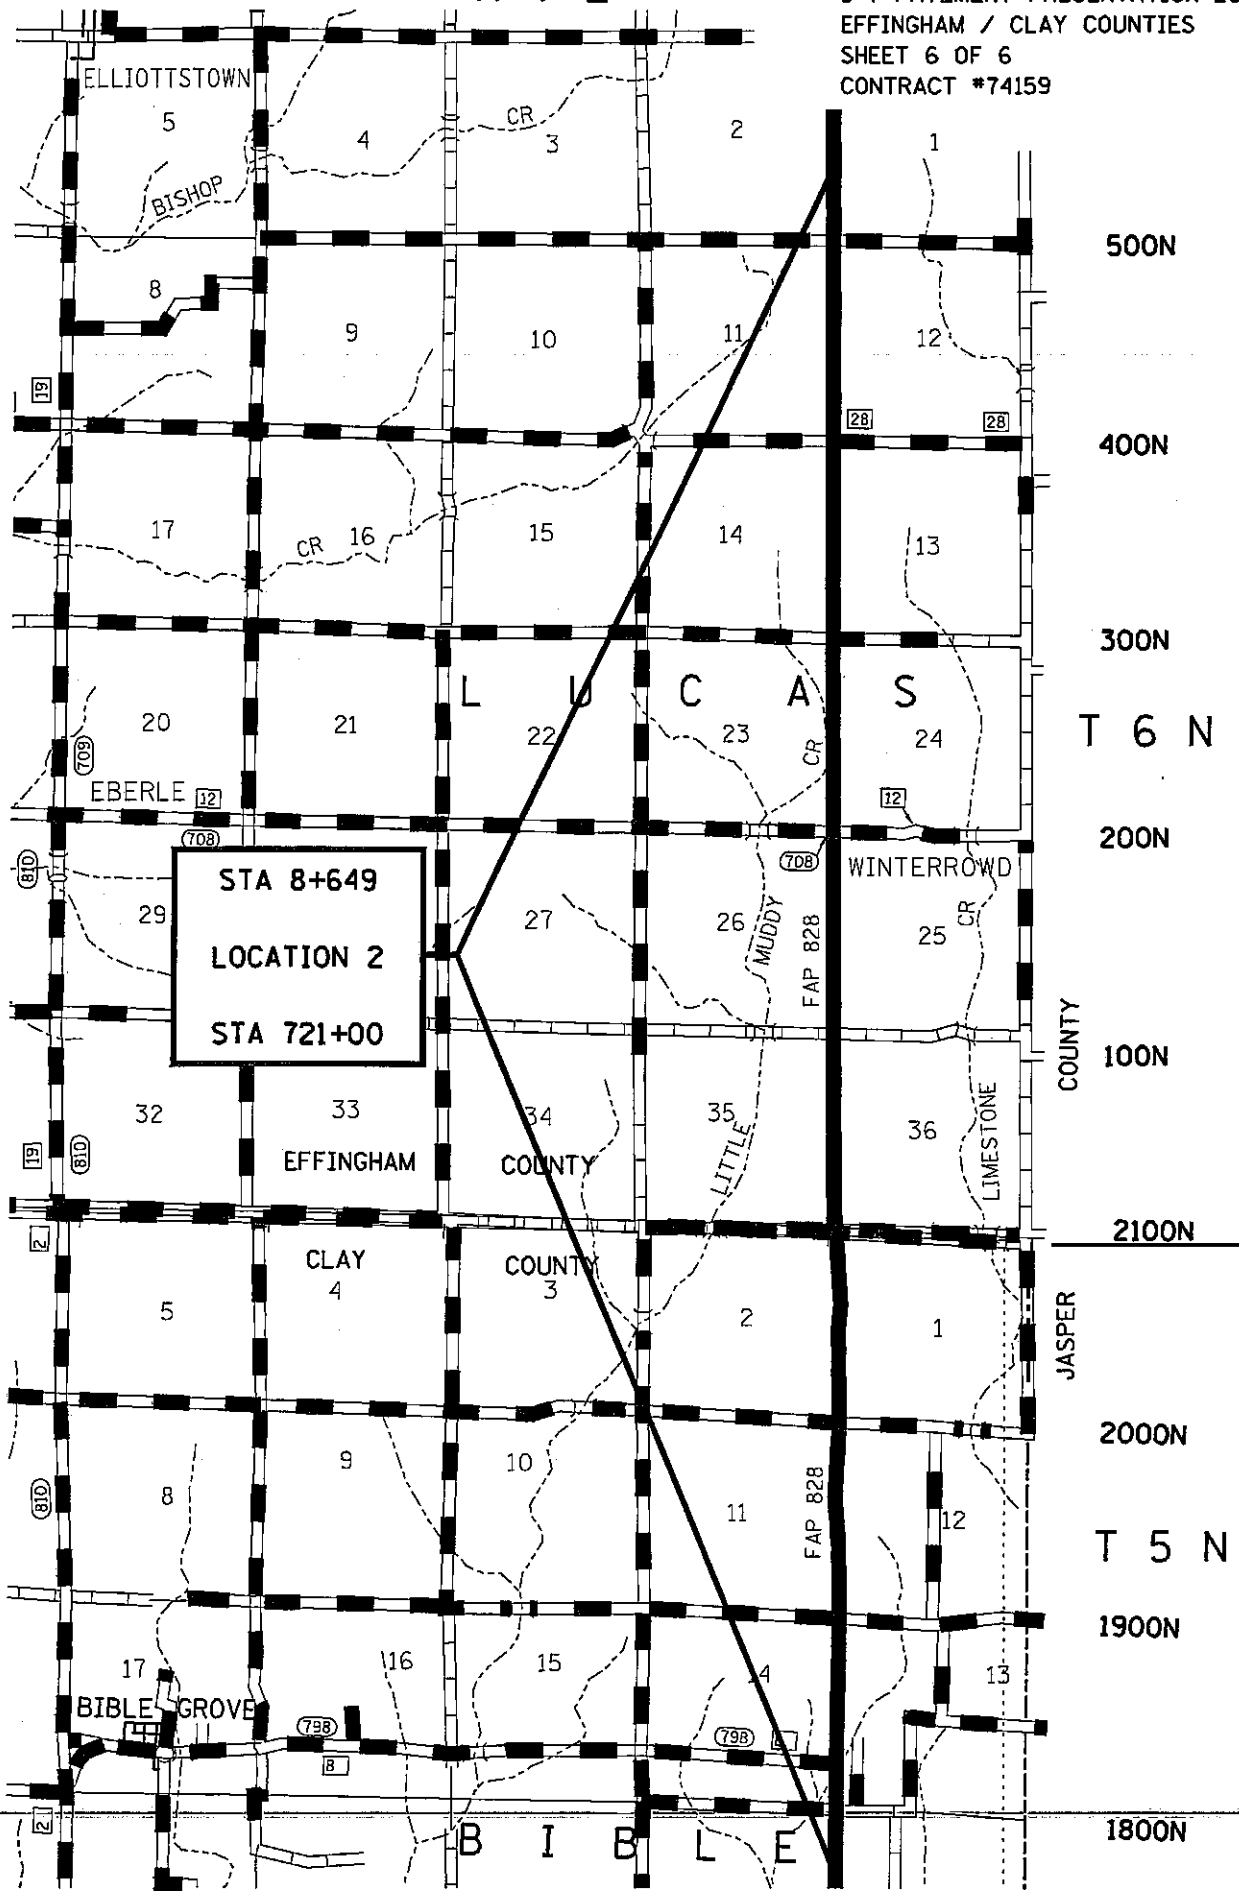 EFFINGHAM / CLAY COUNTIES
SHEET 6 OF 6
CONTRACT #74159
ELLIOTTSTOWN
5
4
CR
3
2
1
BISHOP
500N
8
9
10
11
12
19
28
28
400N
17
16
CR
15
14
13
300N
L U C A S
T 6 N
20
21
22
23
24
709
CR
EBERLE
12
12
200N
708
708
WINTERROWD
810
STA 8+649
LOCATION 2
STA 721+00
29
27
26
25
MUDDY
FAP 828
CR
COUNTY
100N
32
33
34
35
36
LITTLE
LIMESTONE
19
810
EFFINGHAM COUNTY
2100N
2
CLAY COUNTY
5
4
3
2
1
JASPER
2000N
810
8
9
10
11
12
FAP 828
T 5 N
1900N
17
16
15
14
13
BIBLE GROVE
798
798
8
2
1800N
B I B L E